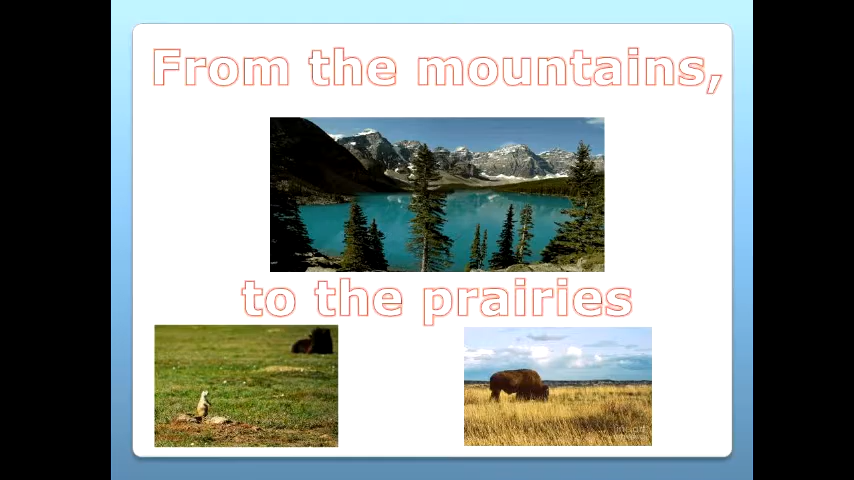 From the mountains,
to the prairies